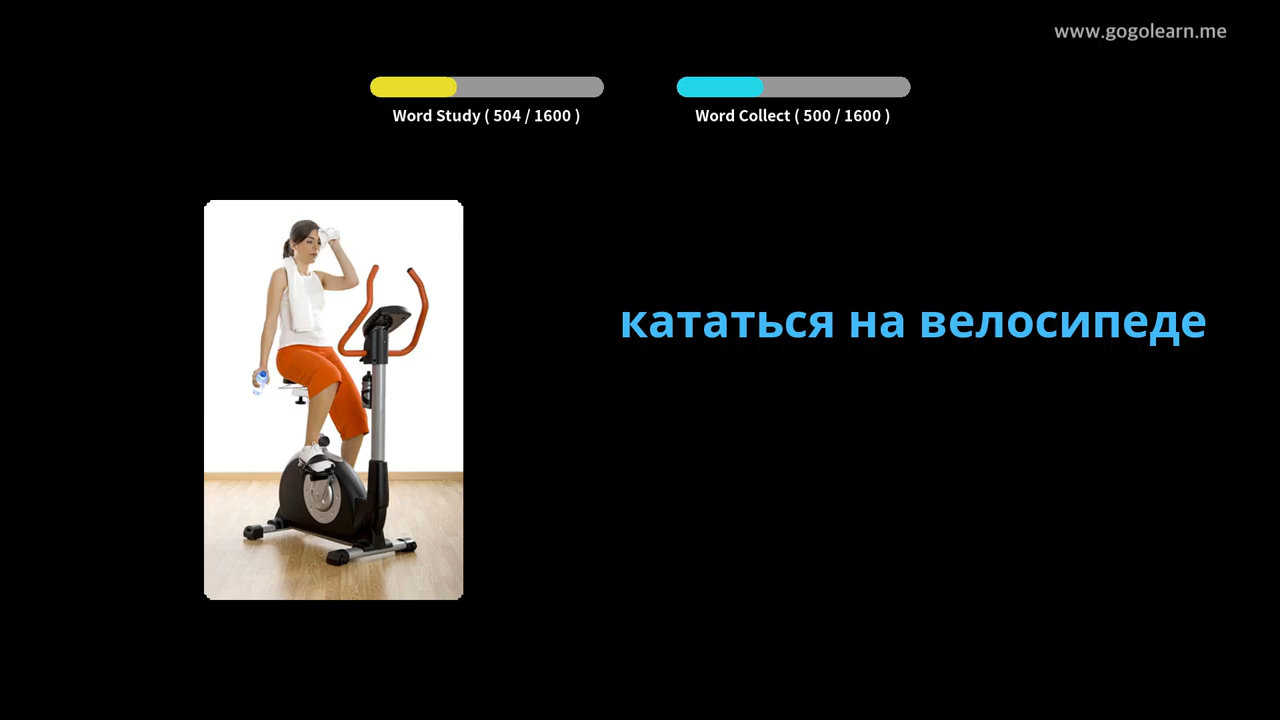 www.gogolearn.me
Word Study ( 504 / 1600 )
Word Collect ( 500 / 1600 )
кататься на велосипеде